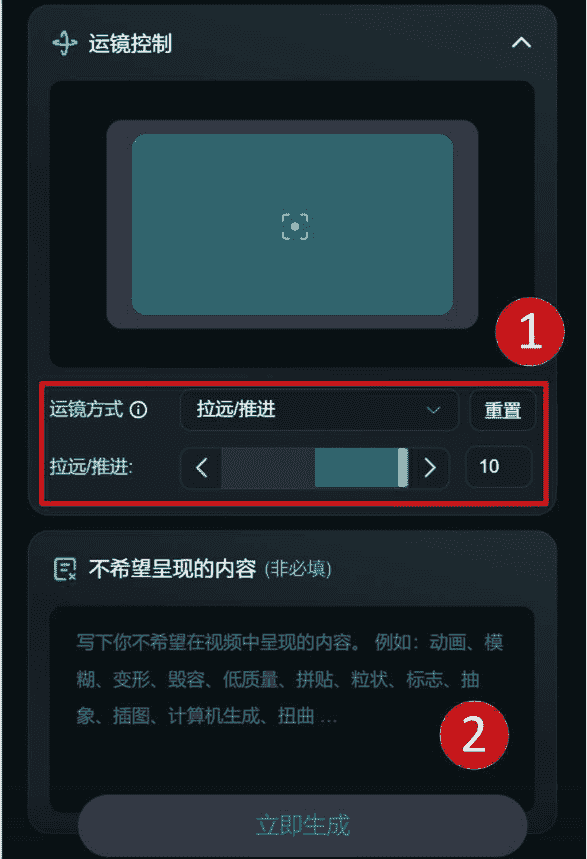 运镜控制
1
运镜方式
拉远/推进
重置
拉远/推进:
10
不希望呈现的内容 (非必填)
写下你不希望在视频中呈现的内容。 例如：动画、模
糊、变形、毁容、低质量、拼贴、粒状、标志、抽
象、插图、计算机生成、扭曲 ...
2
立即生成